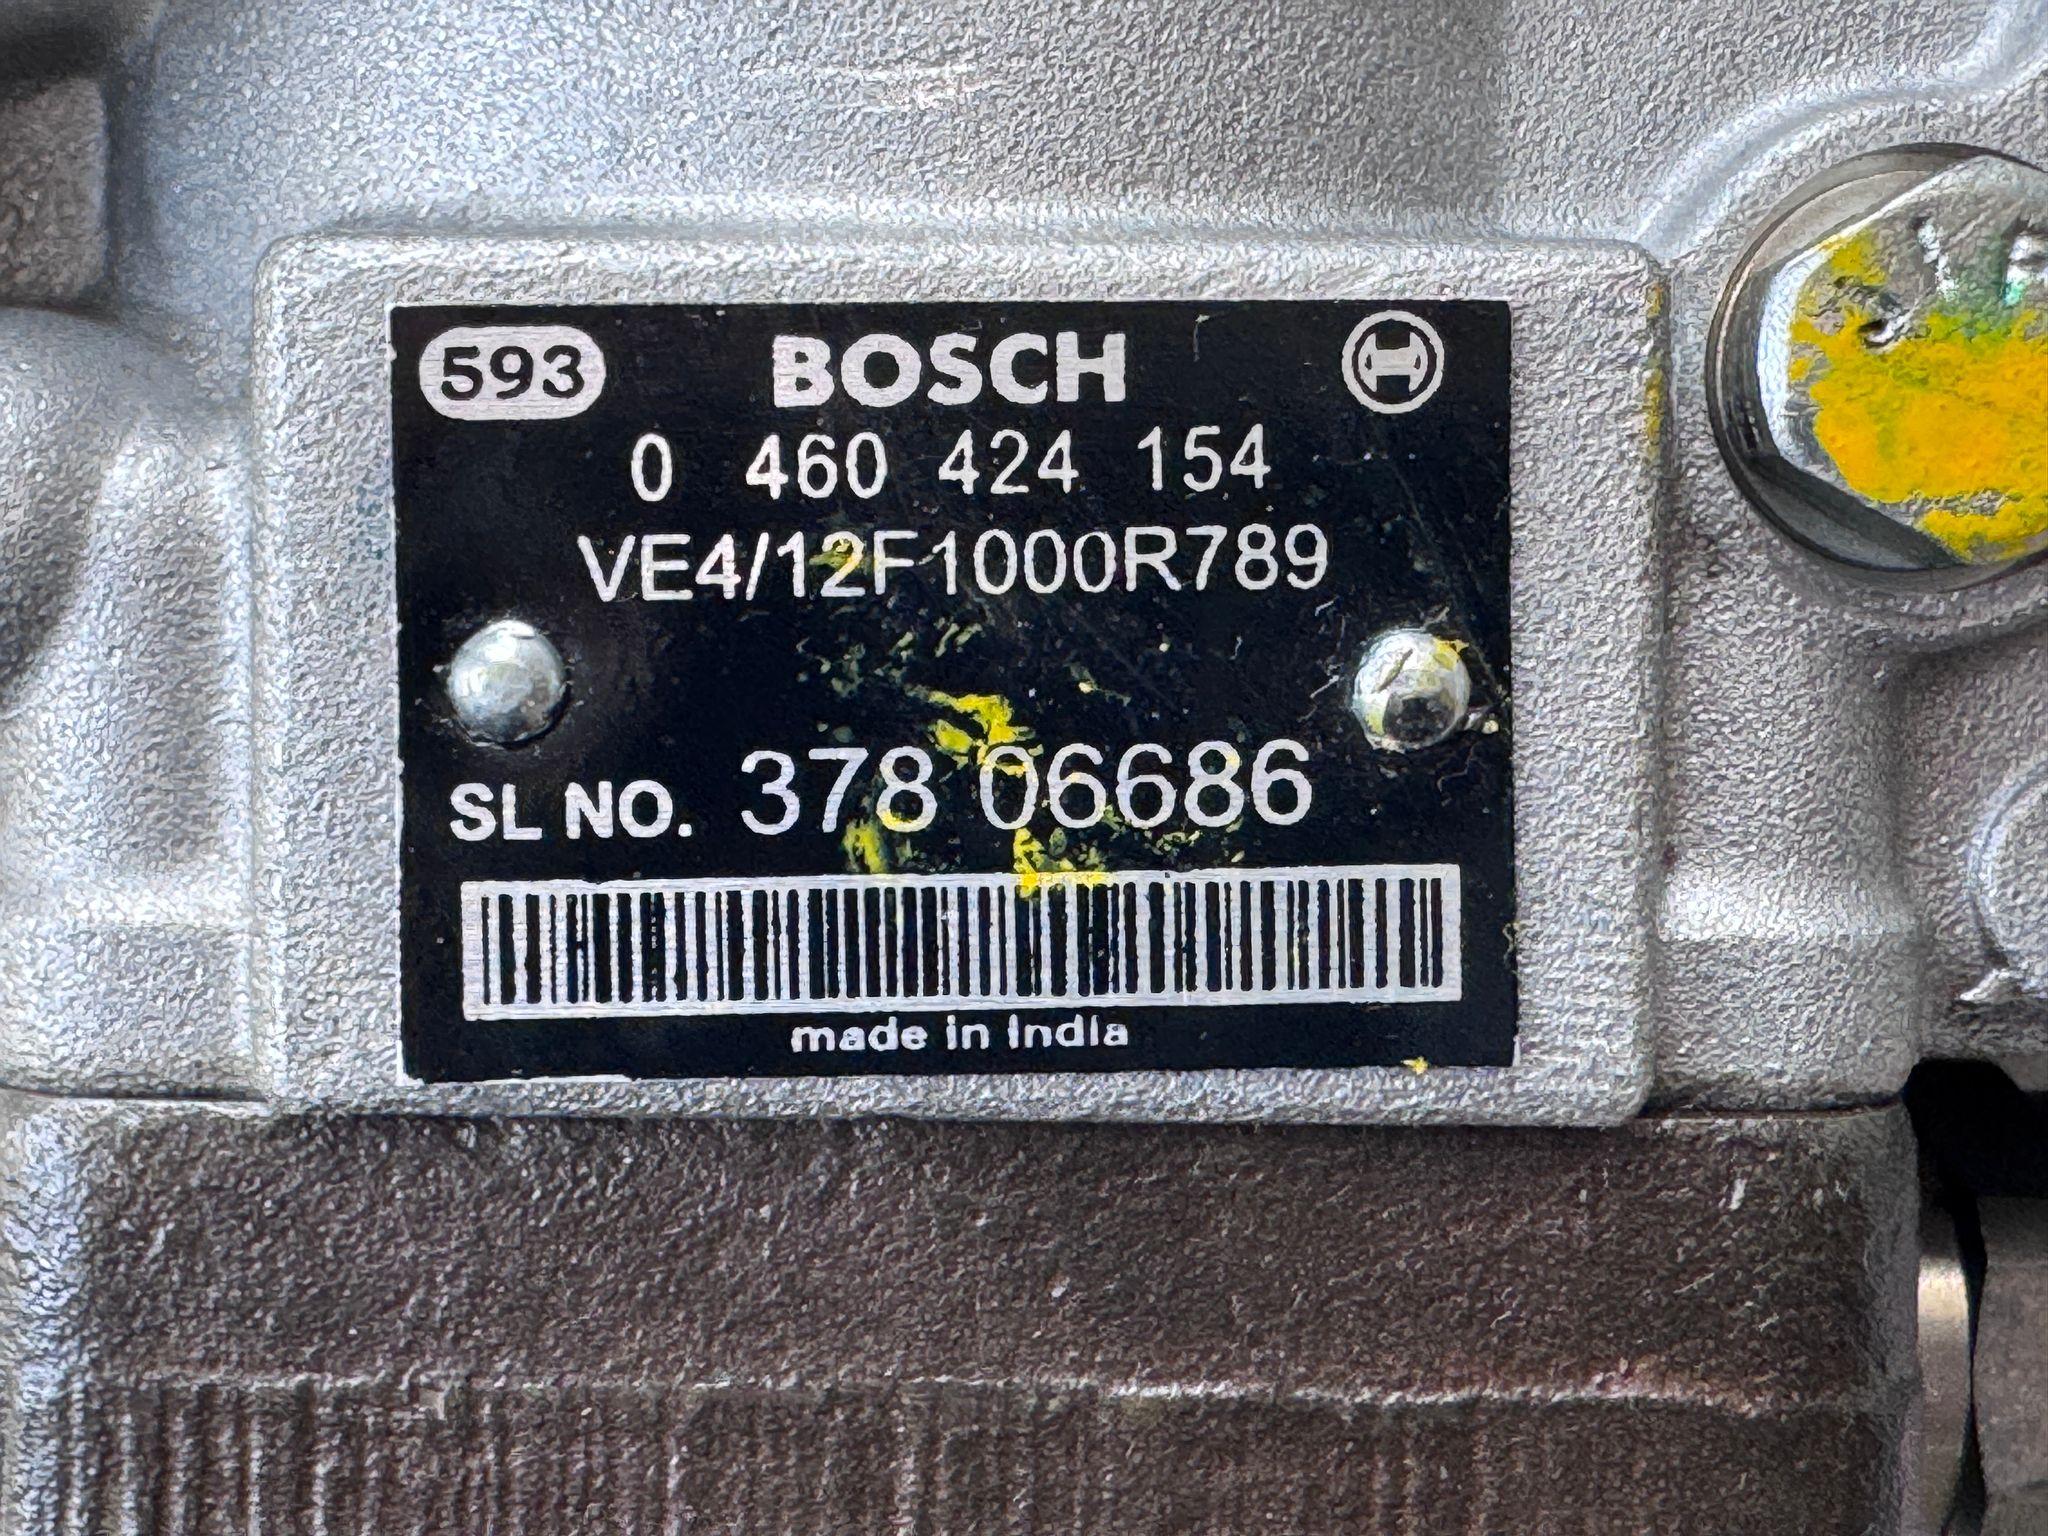 593 BOSCH
0 460 424 154
VE4/12F1000R789
SL NO. 378 06686
made in India